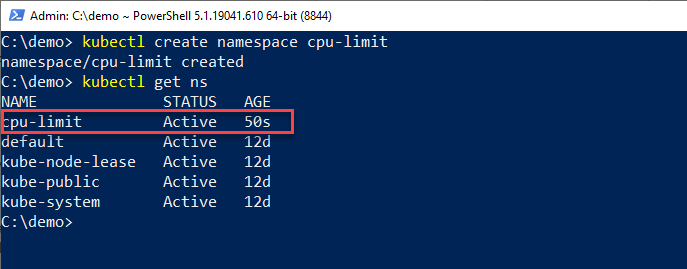 Admin: C:\demo ~ PowerShell 5.1.19041.610 64-bit (8844)
C:\demo> kubectl create namespace cpu-limit
namespace/cpu-limit created
C:\demo> kubectl get ns
NAME              STATUS   AGE
cpu-limit         Active   50s
default           Active   12d
kube-node-lease   Active   12d
kube-public       Active   12d
kube-system       Active   12d
C:\demo>